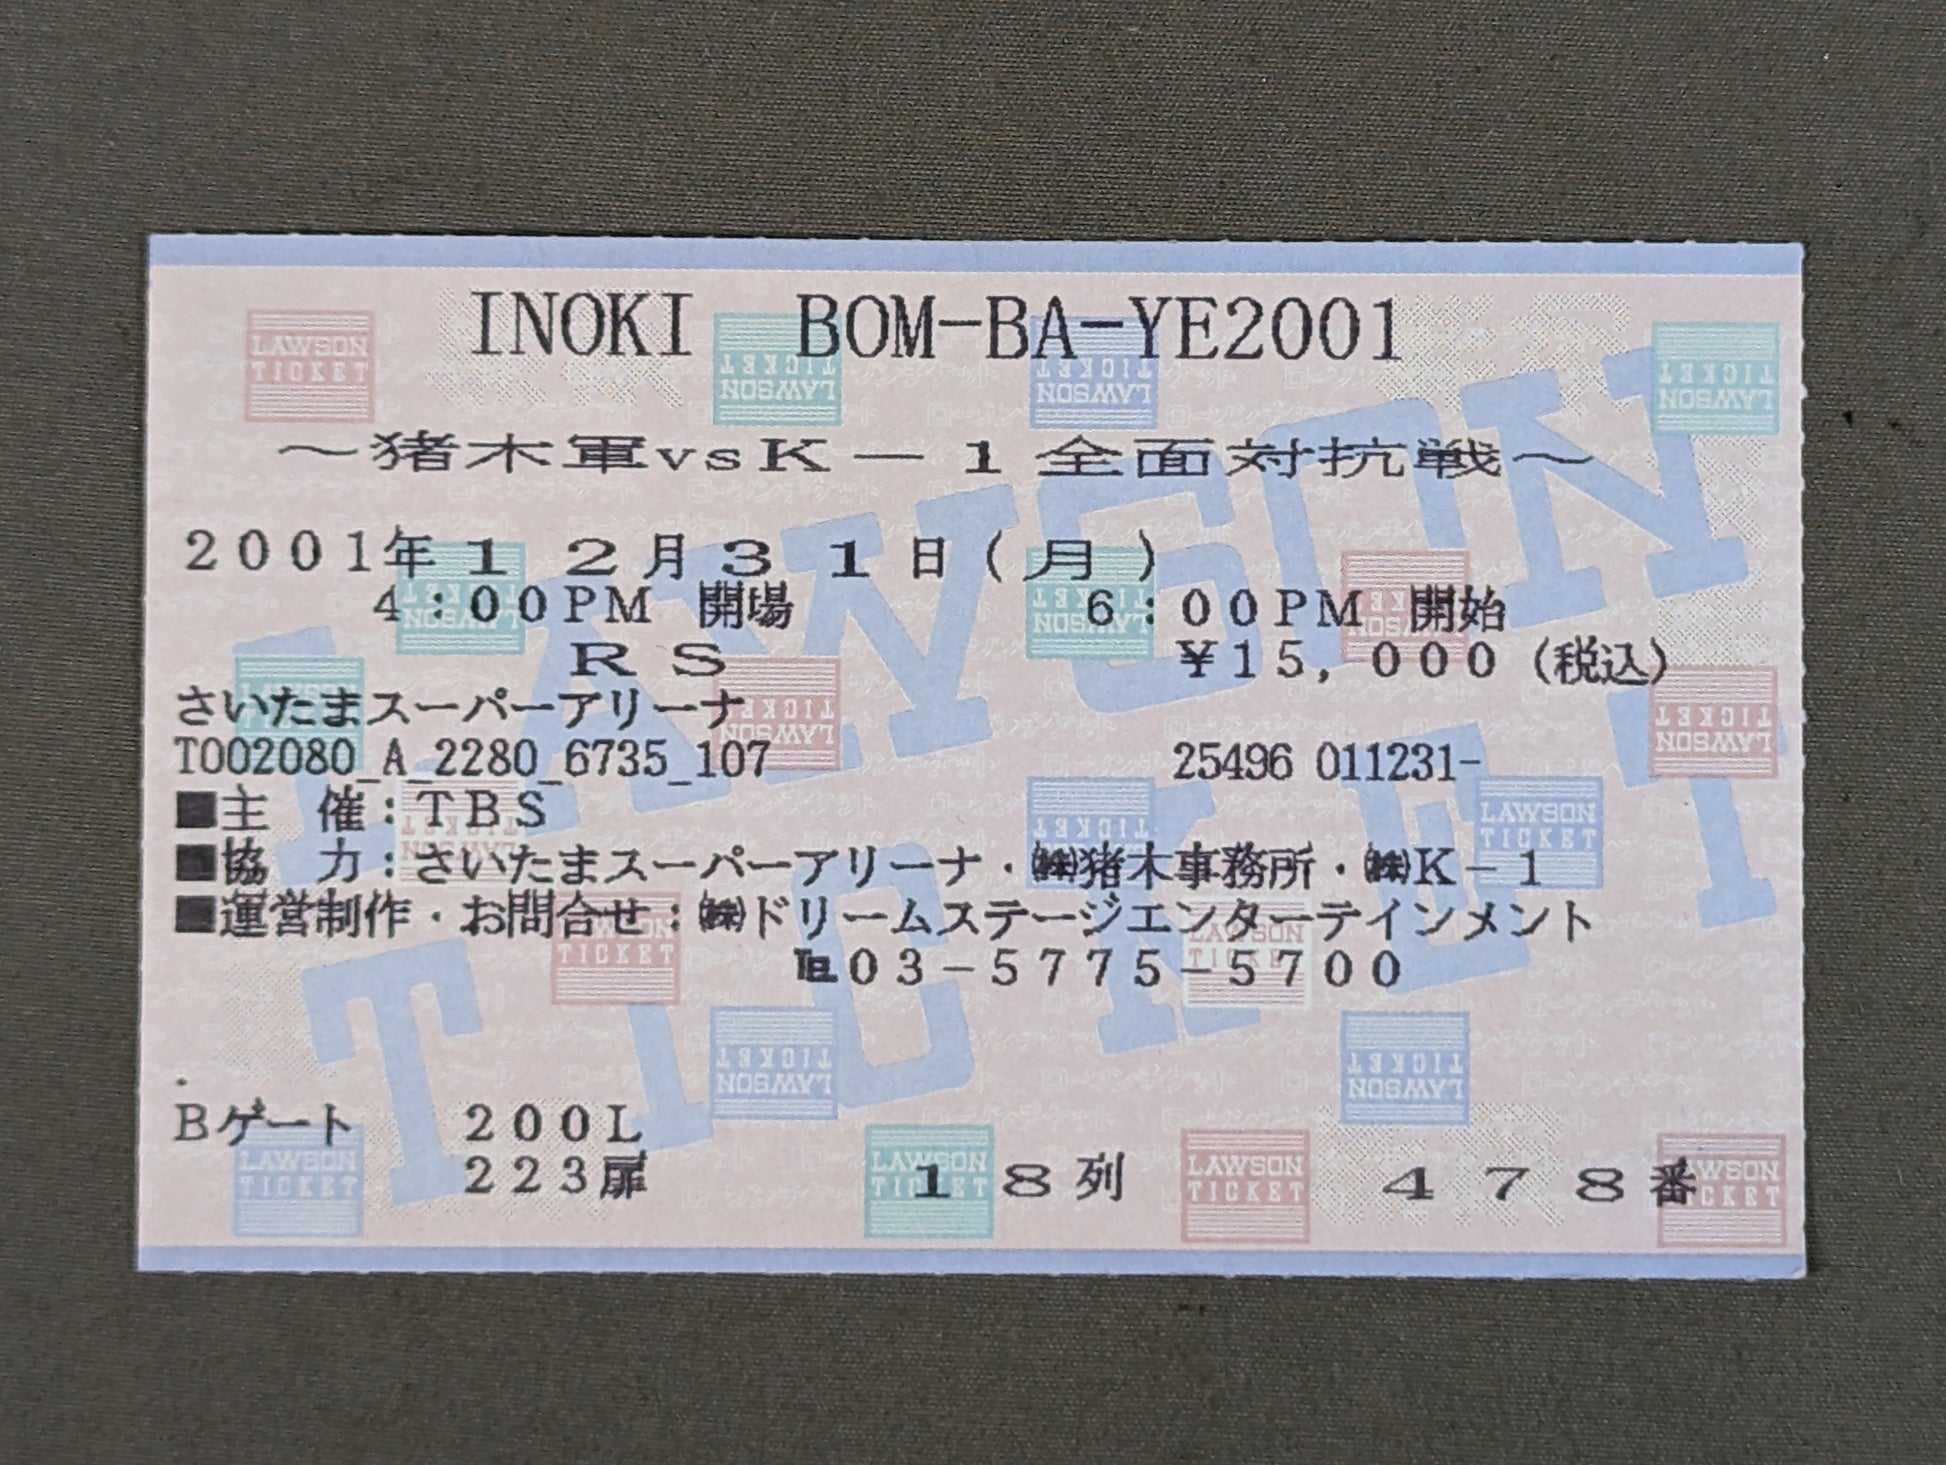 INOKI　BOM-BA-YE2001
～猪木軍vsK－1全面対抗戦～
2001年12月31日(月)
4:00PM 開場　6:00PM 開始
RS　¥15,000(税込)
さいたまスーパーアリーナ
T002080_A_2280_6735_107　25496 011231-
■主　催:TBS
■協　力:さいたまスーパーアリーナ・㈱猪木事務所・㈱K－1
■運営制作・お問合せ:㈱ドリームステージエンターテインメント
℡03-5775-5700
Bゲート　200L
223扉　18列　478番
LAWSON TICKET